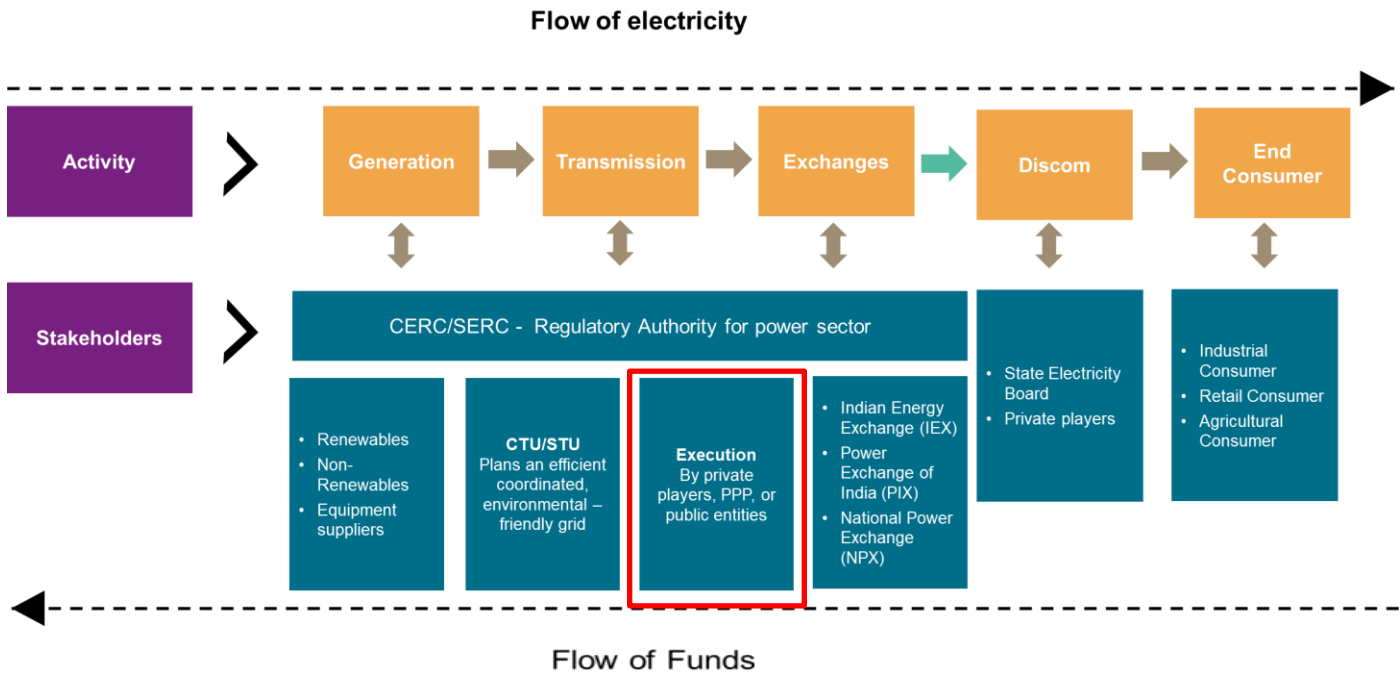 Flow of electricity
Activity
Generation
Transmission
Exchanges
Discom
End
Consumer
Stakeholders
CERC/SERC - Regulatory Authority for power sector
• Renewables
• Non-
Renewables
• Equipment
suppliers
CTU/STU
Plans an efficient
coordinated,
environmental –
friendly grid
Execution
By private
players, PPP, or
public entities
• Indian Energy
Exchange (IEX)
• Power
Exchange of
India (PIX)
• National Power
Exchange
(NPX)
• State Electricity
Board
• Private players
• Industrial
Consumer
• Retail Consumer
• Agricultural
Consumer
Flow of Funds